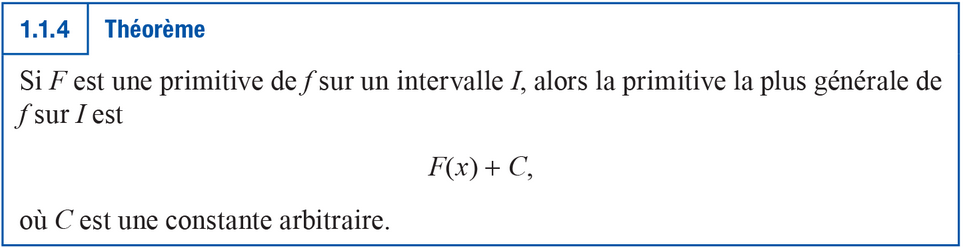 1.1.4 Théorème
Si F est une primitive de f sur un intervalle I, alors la primitive la plus générale de
f sur I est
F(x) + C,
où C est une constante arbitraire.